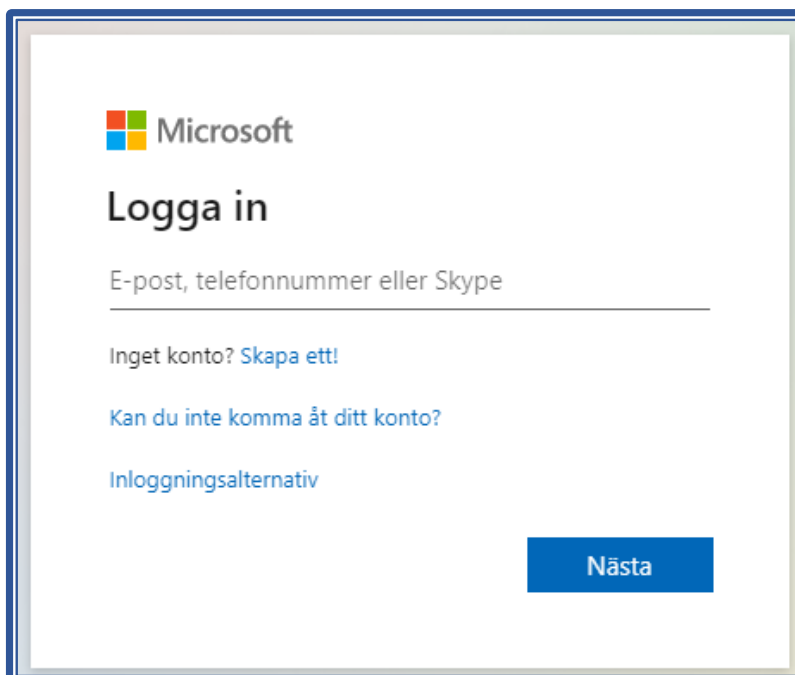 Microsoft
Logga in
E-post, telefonnummer eller Skype
Inget konto? Skapa ett!
Kan du inte komma åt ditt konto?
Inloggningsalternativ
Nästa